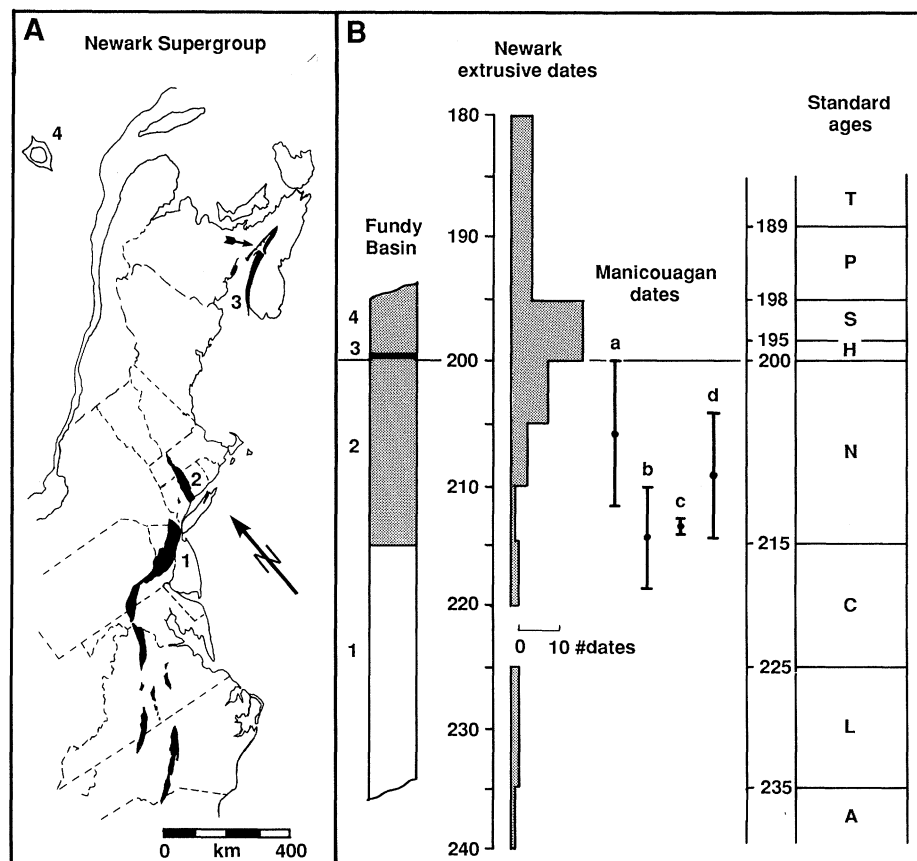 A
Newark Supergroup
4
3
2
1
0 km 400
B
Newark
extrusive dates
Standard
ages
Fundy
Basin
Manicouagan
dates
4
3
2
1
180
190
200
210
220
230
240
0 10 #dates
a
b
c
d
189
198
195
200
215
225
235
T
P
S
H
N
C
L
A